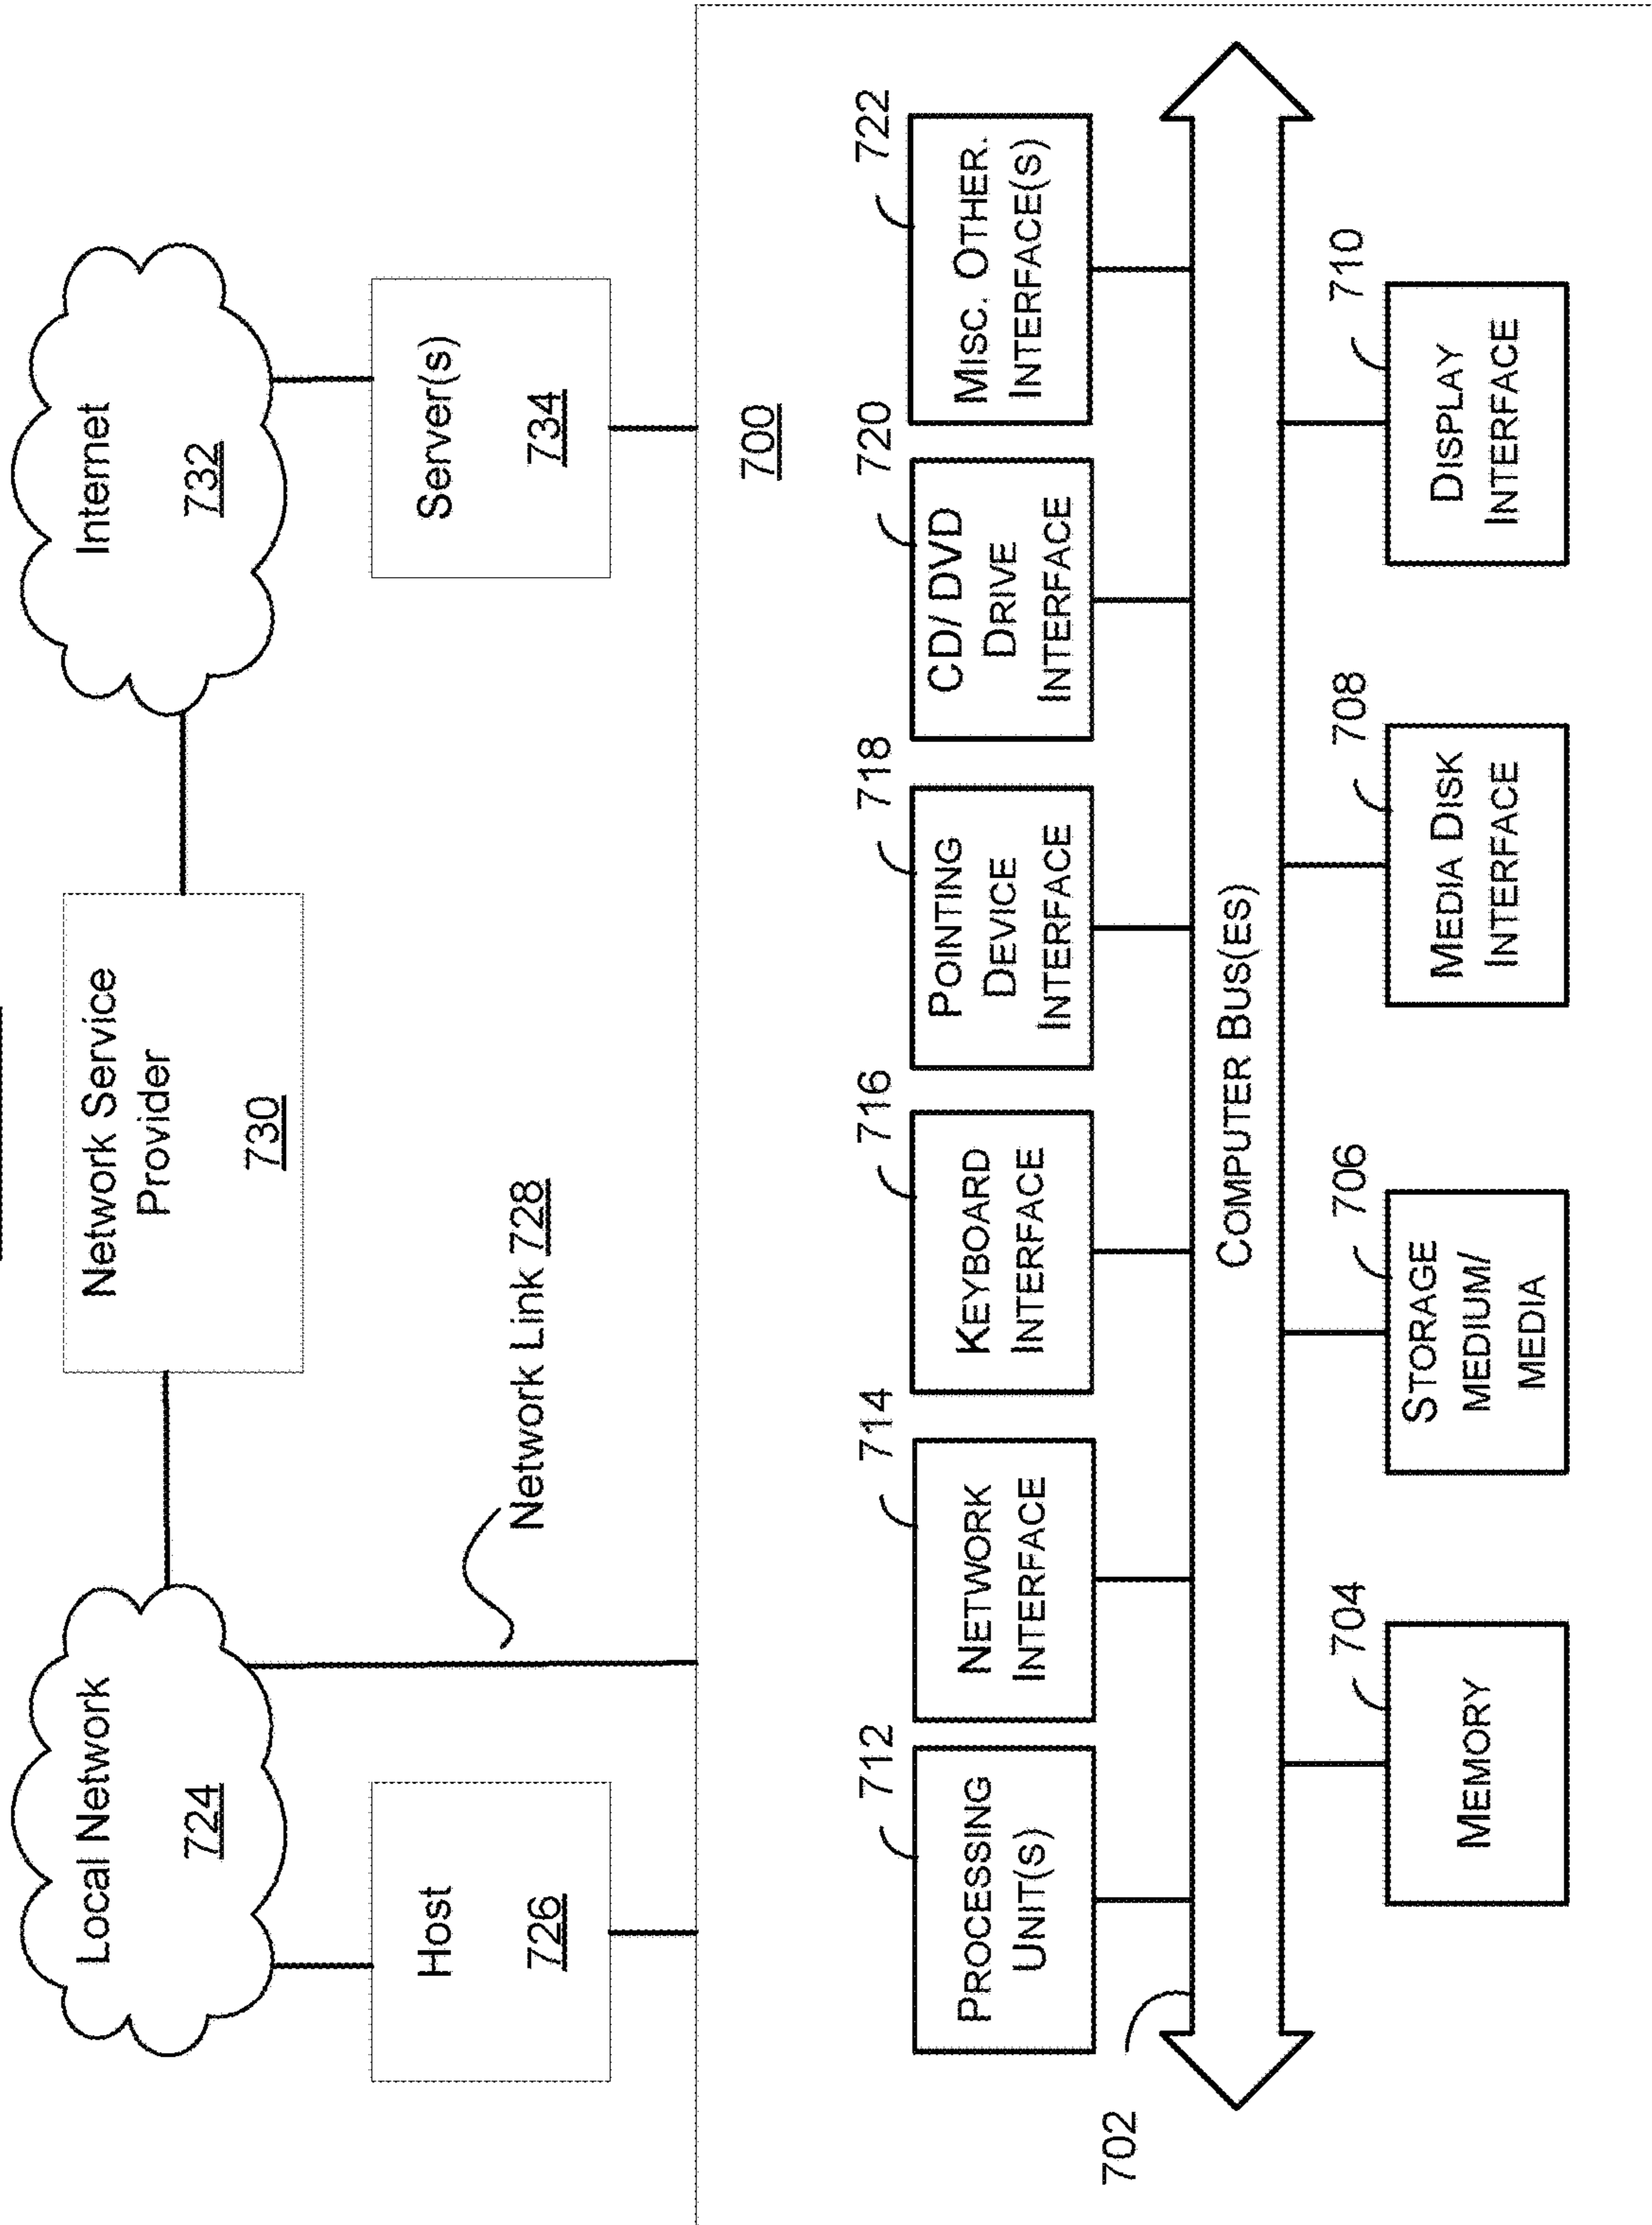 Local Network
724
Network Service
Provider
730
Internet
732
Host
726
Network Link 728
Server(s)
734
700
712
PROCESSING
UNIT(S)
714
NETWORK
INTERFACE
716
KEYBOARD
INTERFACE
718
POINTING
DEVICE
INTERFACE
720
CD/ DVD
DRIVE
INTERFACE
722
MISC. OTHER.
INTERFACE(S)
702
COMPUTER BUS(ES)
704
MEMORY
706
STORAGE
MEDIUM/
MEDIA
708
MEDIA DISK
INTERFACE
710
DISPLAY
INTERFACE